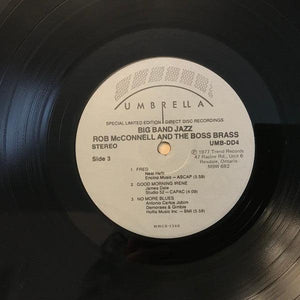 UMBRELLA
SPECIAL LIMITED EDITION • DIRECT DISC RECORDINGS
BIG BAND JAZZ
ROB McCONNELL AND THE BOSS BRASS
STEREO
UMB-DD4
Side 3
℗ 1977 Trend Records
47 Racine Rd., Unit 6
Rexdale, Ontario
M9W 6B2
1 FRED
Neal Hefti
Encino Music — ASCAP (5:59)
2 GOOD MORNING IRENE
James Dale
Studio 52 — CAPAC (4:09)
3 NO MORE BLUES
Antonio Carlos Jobim
Demoraes & Gimble
Hollis Music Inc — BMI (5:59)